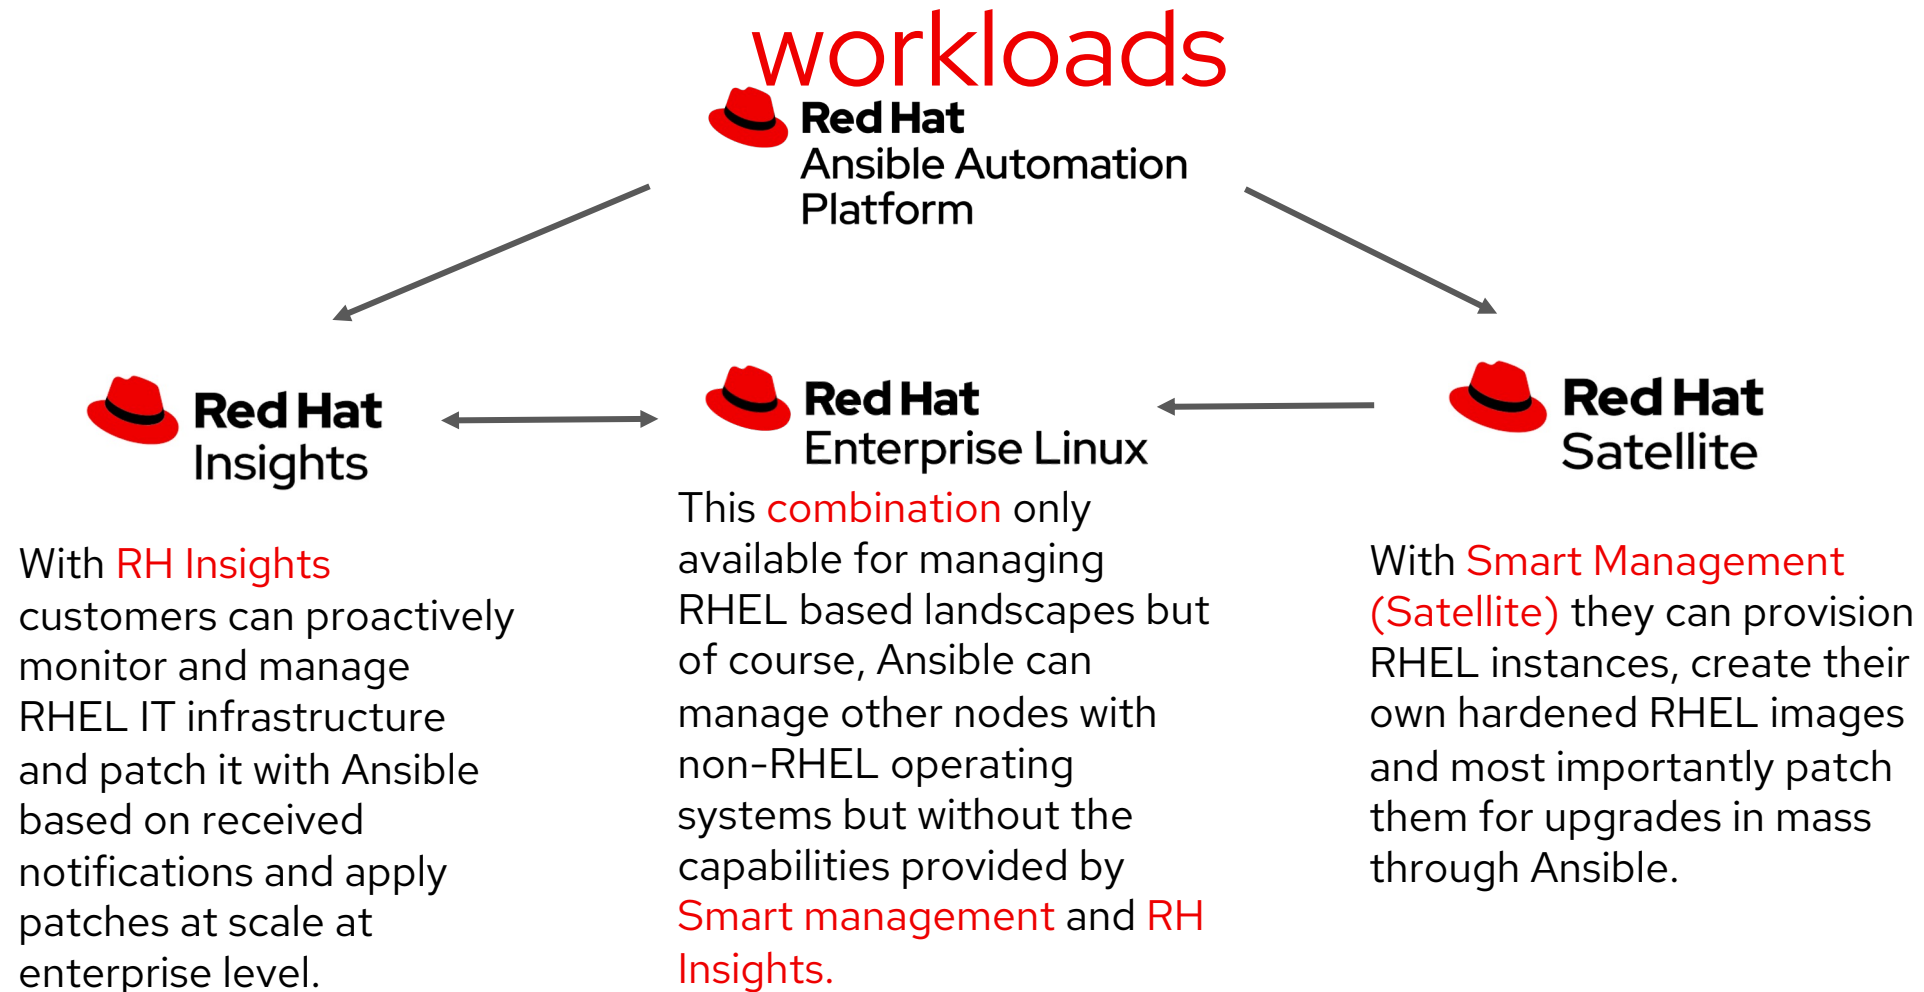 workloads
Red Hat
Ansible Automation
Platform
Red Hat
Insights
With RH Insights
customers can proactively
monitor and manage
RHEL IT infrastructure
and patch it with Ansible
based on received
notifications and apply
patches at scale at
enterprise level.
Red Hat
Enterprise Linux
This combination only
available for managing
RHEL based landscapes but
of course, Ansible can
manage other nodes with
non-RHEL operating
systems but without the
capabilities provided by
Smart management and RH
Insights.
Red Hat
Satellite
With Smart Management
(Satellite) they can provision
RHEL instances, create their
own hardened RHEL images
and most importantly patch
them for upgrades in mass
through Ansible.